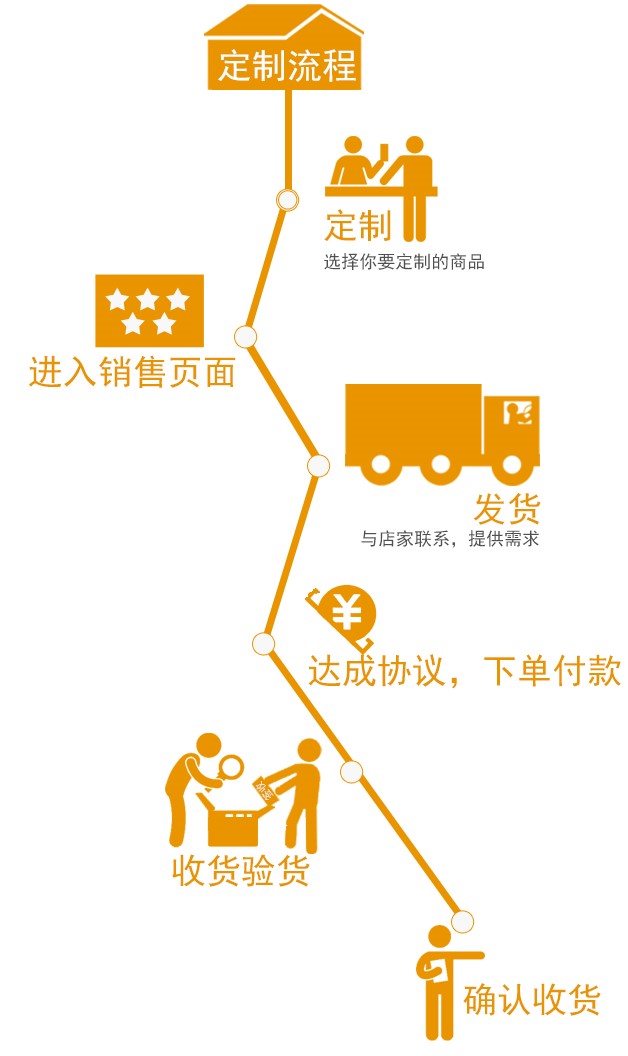 定制流程
定制
选择你要定制的商品
进入销售页面
发货
与店家联系，提供需求
¥
达成协议，下单付款
收货验货
确认收货